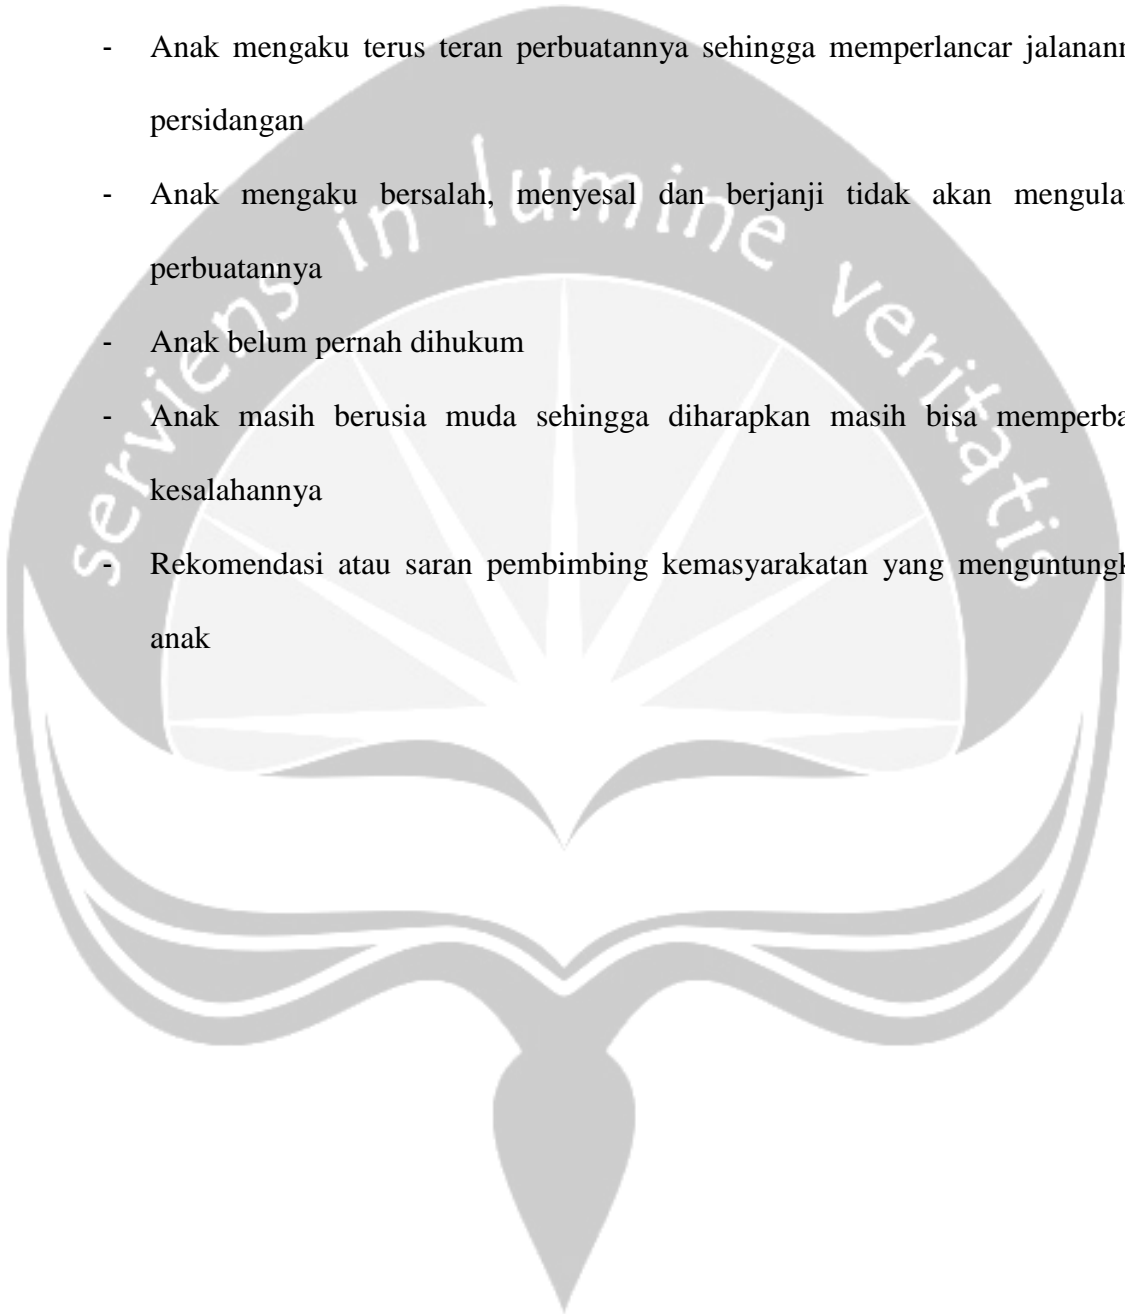 - Anak mengaku terus teran perbuatannya sehingga memperlancar jalanann
persidangan
- Anak mengaku bersalah, menyesal dan berjanji tidak akan mengula
perbuatannya
- Anak belum pernah dihukum
- Anak masih berusia muda sehingga diharapkan masih bisa memperba
kesalahannya
- Rekomendasi atau saran pembimbing kemasyarakatan yang menguntungk
anak
serviens in lumine veritatis